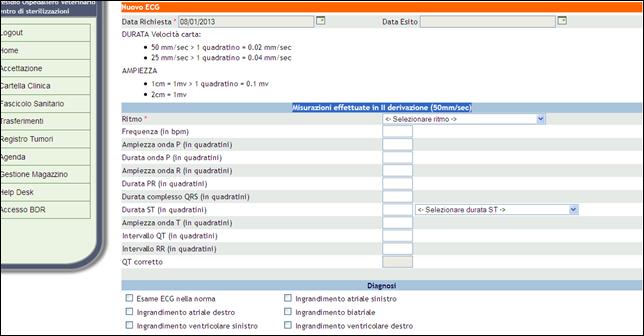 Presidio Ospedaliero Veterinario
Centro di sterilizzazioni
Logout
Home
Accettazione
Cartella Clinica
Fascicolo Sanitario
Trasferimenti
Registro Tumori
Agenda
Gestione Magazzino
Help Desk
Accesso BDR
Nuovo ECG
Data Richiesta * 08/01/2013 Data Esito
DURATA Velocità carta:
• 50 mm/sec > 1 quadratino = 0.02 mm/sec
• 25 mm/sec > 1 quadratino = 0.04 mm/sec
AMPIEZZA
• 1cm = 1mv > 1 quadratino = 0.1 mv
• 2cm = 1mv
Misurazioni effettuate in II derivazione (50mm/sec)
Ritmo * <- Selezionare ritmo ->
Frequenza (in bpm)
Ampiezza onda P (in quadratini)
Durata onda P (in quadratini)
Ampiezza onda R (in quadratini)
Durata PR (in quadratini)
Durata complesso QRS (in quadratini)
Durata ST (in quadratini) <- Selezionare durata ST ->
Ampiezza onda T (in quadratini)
Intervallo QT (in quadratini)
Intervallo RR (in quadratini)
QT corretto
Diagnosi
Esame ECG nella norma Ingrandimento atriale sinistro
Ingrandimento atriale destro Ingrandimento biatriale
Ingrandimento ventricolare sinistro Ingrandimento ventricolare destro